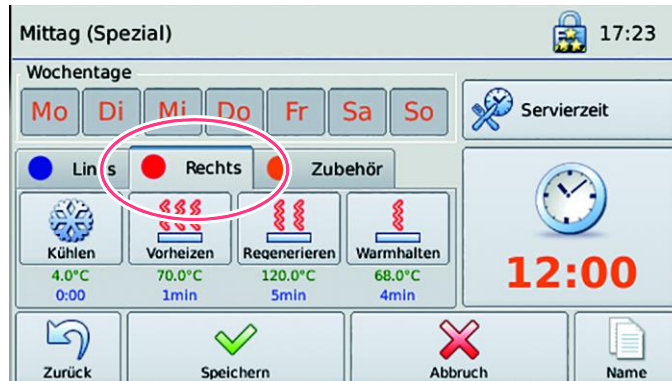 Mittag (Spezial) 17:23
Wochentage
Mo Di Mi Do Fr Sa So
Servierzeit
Links Rechts Zubehör
Kühlen Vorheizen Regenerieren Warmhalten
4.0°C 70.0°C 120.0°C 68.0°C
0:00 1min 5min 4min
12:00
Zurück Speichern Abbruch Name